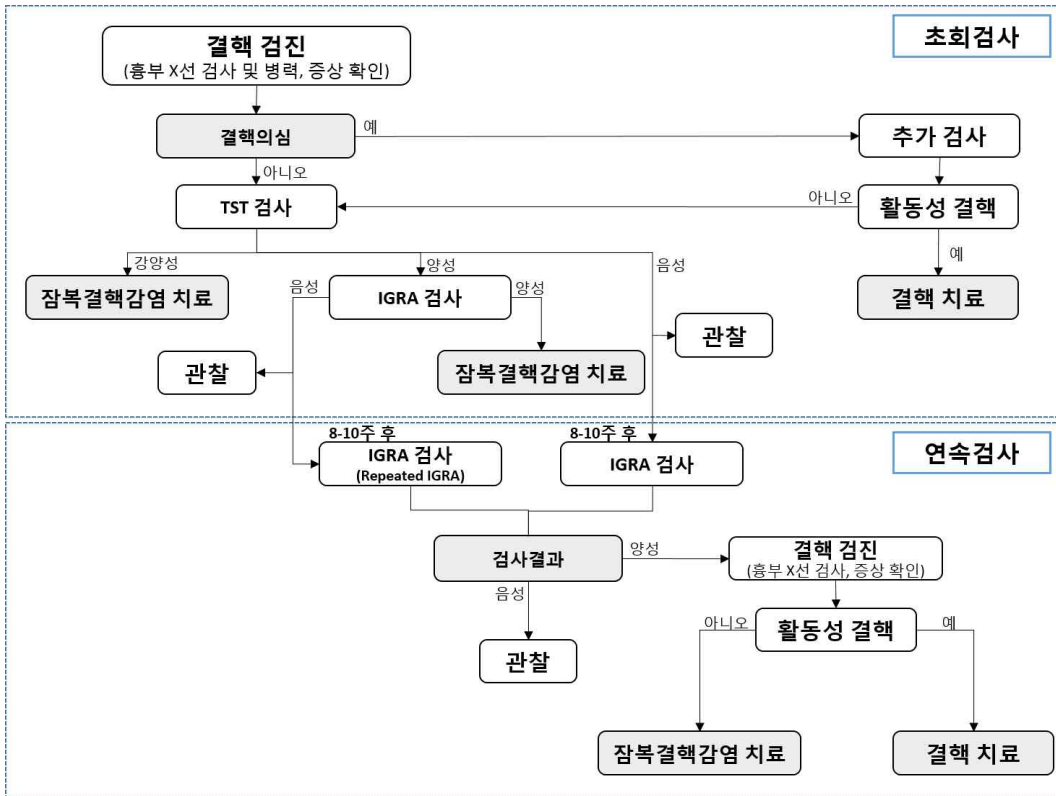 초회검사
결핵 검진
(흉부 X선 검사 및 병력, 증상 확인)
결핵의심
예
추가 검사
아니오
TST 검사
아니오
활동성 결핵
강양성
양성
음성
예
잠복결핵감염 치료
음성
IGRA 검사
양성
결핵 치료
관찰
관찰
잠복결핵감염 치료
8-10주 후
8-10주 후
연속검사
IGRA 검사
(Repeated IGRA)
IGRA 검사
검사결과
양성
결핵 검진
(흉부 X선 검사, 증상 확인)
음성
아니오
활동성 결핵
예
관찰
잠복결핵감염 치료
결핵 치료